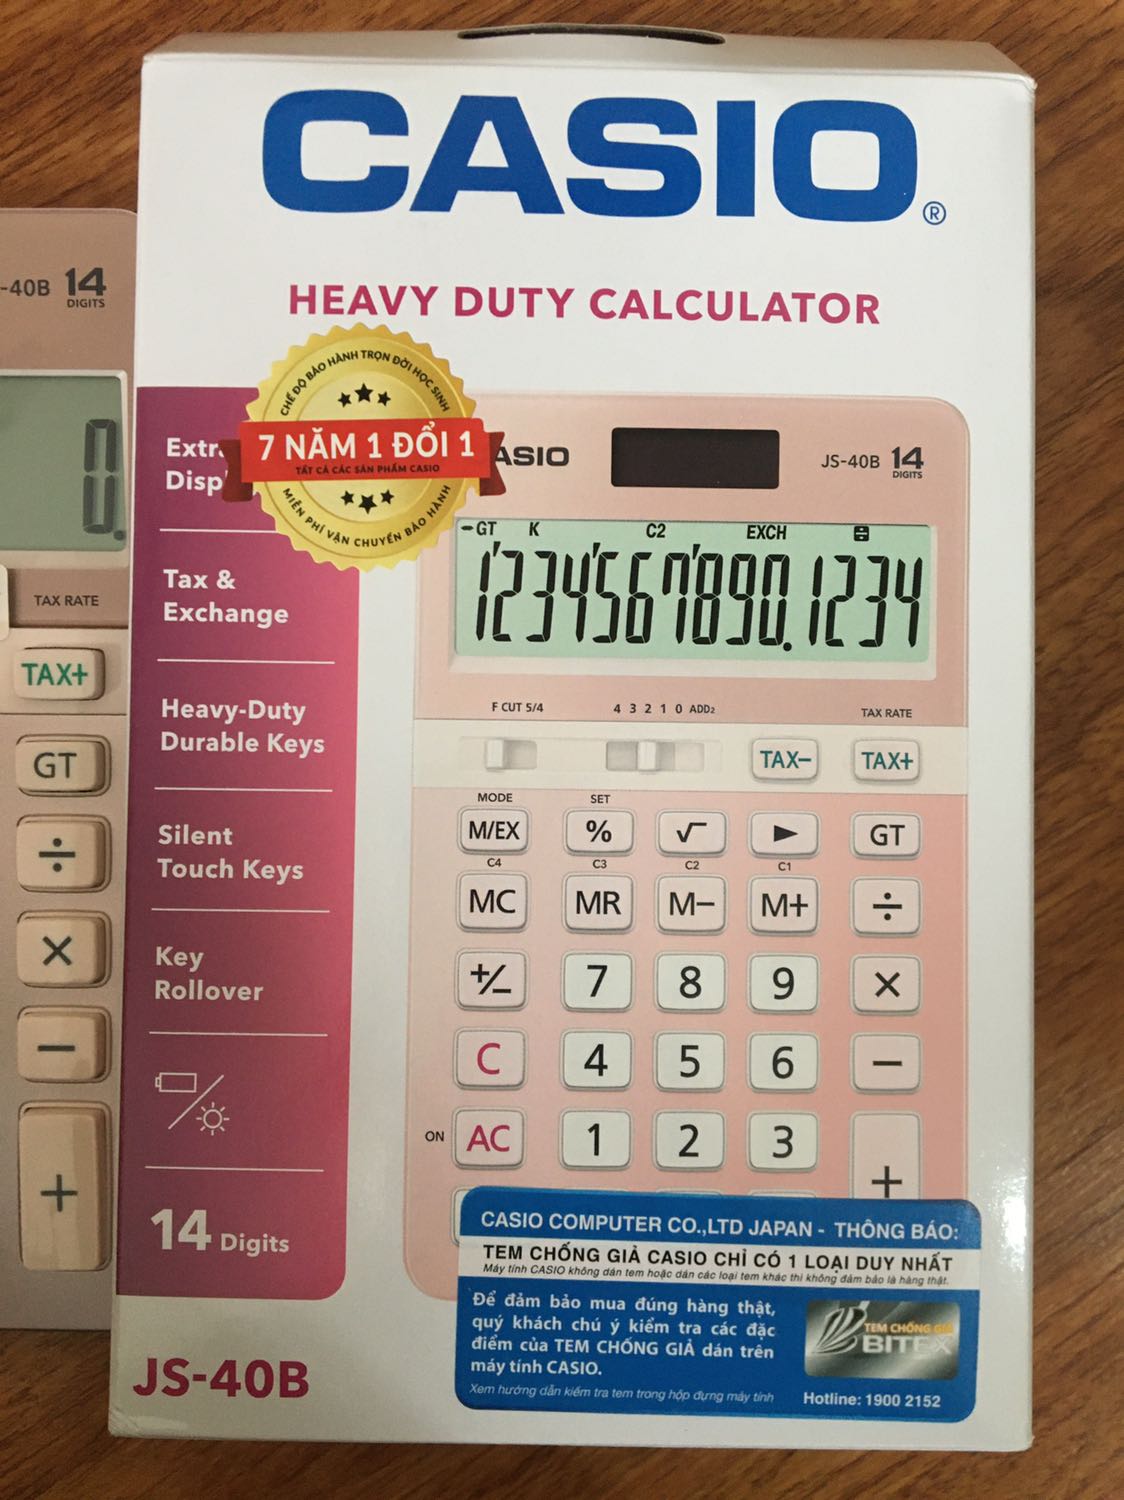 CASIO®
HEAVY DUTY CALCULATOR
-40B 14
DIGITS
0.
TAX RATE
TAX+
GT
÷
×
−
+
CHẾ ĐỘ BẢO HÀNH TRỌN ĐỜI HỌC SINH
7 NĂM 1 ĐỔI 1
TẤT CẢ CÁC SẢN PHẨM CASIO
MIỄN PHÍ VẬN CHUYỂN BẢO HÀNH
Extr
Disp
Tax &
Exchange
Heavy-Duty
Durable Keys
Silent
Touch Keys
Key
Rollover
14 Digits
JS-40B
ASIO
JS-40B 14
DIGITS
-GT K C2 EXCH
1'234'567'890.1234
F CUT 5/4 4 3 2 1 0 ADD2 TAX RATE
TAX− TAX+
MODE SET
M/EX % √ ▶ GT
C4 C3 C2 C1
MC MR M− M+ ÷
+/− 7 8 9 ×
C 4 5 6 −
ON AC 1 2 3 +
CASIO COMPUTER CO.,LTD JAPAN - THÔNG BÁO:
TEM CHỐNG GIẢ CASIO CHỈ CÓ 1 LOẠI DUY NHẤT
Máy tính CASIO không dán tem hoặc dán các loại tem khác thì không đảm bảo là hàng thật.
Để đảm bảo mua đúng hàng thật,
quý khách chú ý kiểm tra các đặc
điểm của TEM CHỐNG GIẢ dán trên
máy tính CASIO.
Xem hướng dẫn kiểm tra tem trong hộp đựng máy tính
TEM CHỐNG GIẢ
BITEX
Hotline: 1900 2152